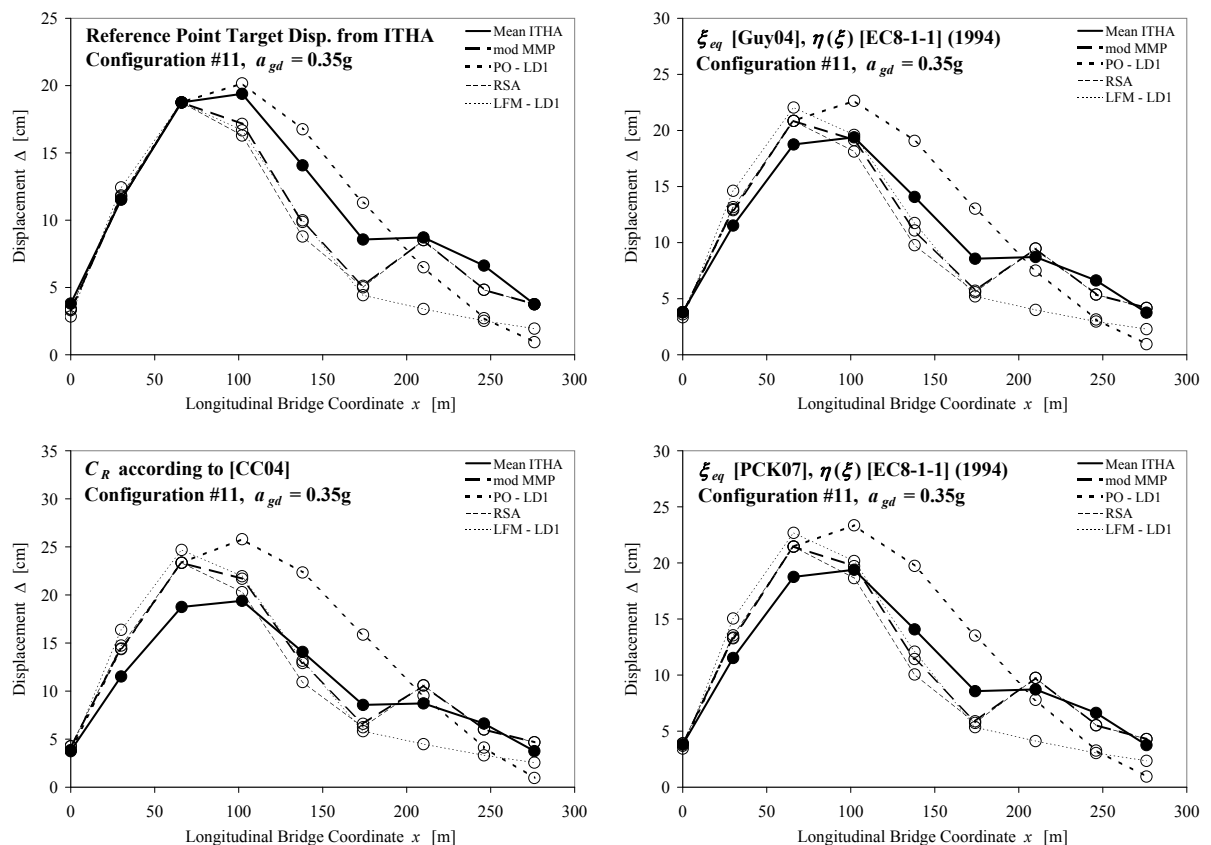 Reference Point Target Disp. from ITHA
Configuration #11, a gd = 0.35g
Mean ITHA
mod MMP
PO - LD1
RSA
LFM - LD1
Displacement Δ [cm]
25
20
15
10
5
0
0 50 100 150 200 250 300
Longitudinal Bridge Coordinate x [m]
ξ eq [Guy04], η(ξ) [EC8-1-1] (1994)
Configuration #11, a gd = 0.35g
Mean ITHA
mod MMP
PO - LD1
RSA
LFM - LD1
Displacement Δ [cm]
30
25
20
15
10
5
0
0 50 100 150 200 250 300
Longitudinal Bridge Coordinate x [m]
C R according to [CC04]
Configuration #11, a gd = 0.35g
Mean ITHA
mod MMP
PO - LD1
RSA
LFM - LD1
Displacement Δ [cm]
35
30
25
20
15
10
5
0
0 50 100 150 200 250 300
Longitudinal Bridge Coordinate x [m]
ξ eq [PCK07], η(ξ) [EC8-1-1] (1994)
Configuration #11, a gd = 0.35g
Mean ITHA
mod MMP
PO - LD1
RSA
LFM - LD1
Displacement Δ [cm]
30
25
20
15
10
5
0
0 50 100 150 200 250 300
Longitudinal Bridge Coordinate x [m]